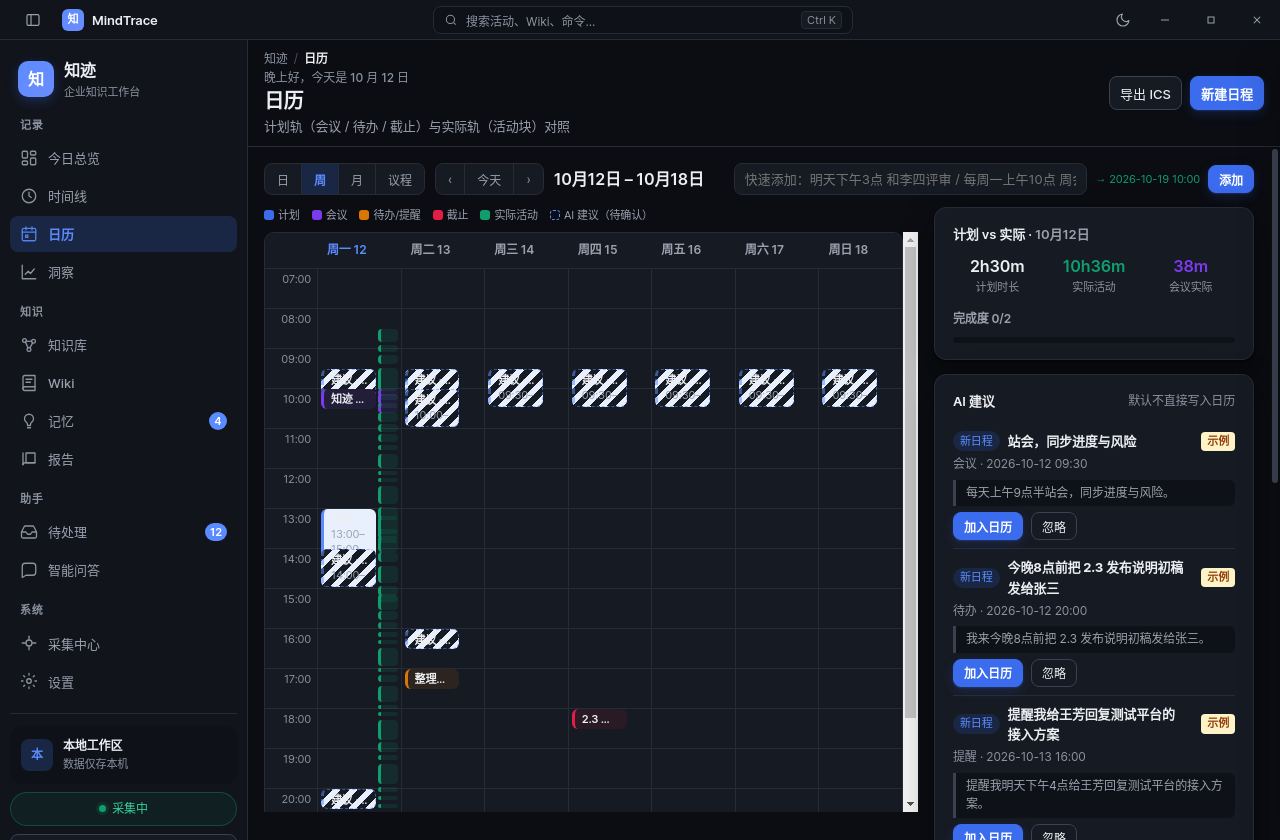 知 MindTrace
搜索活动、Wiki、命令... Ctrl K
知 知迹
企业知识工作台
记录
今日总览
时间线
日历
洞察
知识
知识库
Wiki
记忆 4
报告
助手
待处理 12
智能问答
系统
采集中心
设置
本 本地工作区
数据仅存本机
采集中
知迹 / 日历
晚上好，今天是 10 月 12 日
日历
计划轨（会议 / 待办 / 截止）与实际轨（活动块）对照
导出 ICS 新建日程
日 周 月 议程 ‹ 今天 › 10月12日 – 10月18日
快速添加：明天下午3点 和李四评审 / 每周一上午10点 周 → 2026-10-19 10:00 添加
计划 会议 待办/提醒 截止 实际活动 AI 建议（待确认）
周一 12 周二 13 周三 14 周四 15 周五 16 周六 17 周日 18
07:00
08:00
09:00
10:00 知迹 ...
11:00
12:00
13:00
13:00–
14:00
15:00
16:00
17:00 整理...
18:00 2.3 ...
19:00
20:00
计划 vs 实际 · 10月12日
2h30m 10h36m 38m
计划时长 实际活动 会议实际
完成度 0/2
AI 建议 默认不直接写入日历
新日程 站会，同步进度与风险 示例
会议 · 2026-10-12 09:30
每天上午9点半站会，同步进度与风险。
加入日历 忽略
新日程 今晚8点前把 2.3 发布说明初稿发给张三 示例
待办 · 2026-10-12 20:00
我来今晚8点前把 2.3 发布说明初稿发给张三。
加入日历 忽略
新日程 提醒我给王芳回复测试平台的接入方案 示例
提醒 · 2026-10-13 16:00
提醒我明天下午4点给王芳回复测试平台的接入方案。
加入日历 忽略